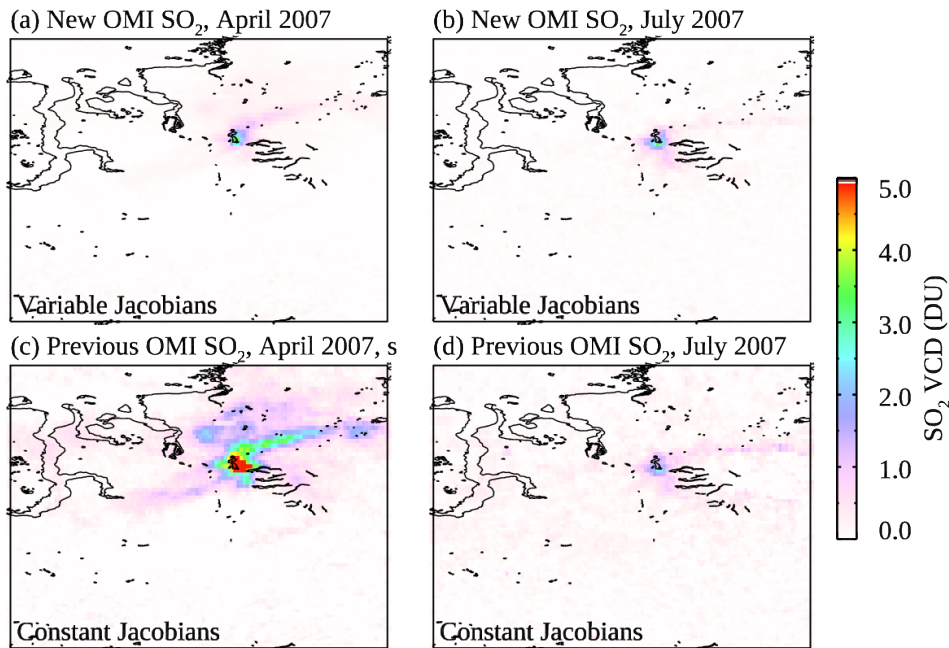 (a) New OMI SO₂, April 2007
(b) New OMI SO₂, July 2007
Variable Jacobians
Variable Jacobians
(c) Previous OMI SO₂, April 2007, s
(d) Previous OMI SO₂, July 2007
Constant Jacobians
Constant Jacobians
5.0
4.0
3.0
2.0
1.0
0.0
SO₂ VCD (DU)